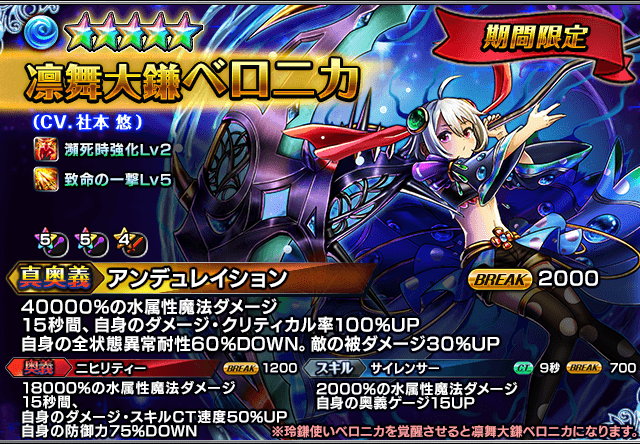 期間限定
凛舞大鎌ベロニカ
(CV.社本 悠)
瀕死時強化Lv2
致命の一撃Lv5
5 5 4
真奥義 アンデュレイション BREAK 2000
40000%の水属性魔法ダメージ
15秒間、自身のダメージ・クリティカル率100%UP
自身の全状態異常耐性60%DOWN。敵の被ダメージ30%UP
奥義 ニヒリティー BREAK 1200
18000%の水属性魔法ダメージ
15秒間、
自身のダメージ・スキルCT速度50%UP
自身の防御力75%DOWN
スキル サイレンサー CT 9秒 BREAK 700
2000%の水属性魔法ダメージ
自身の奥義ゲージ15UP
※玲鎌使いベロニカを覚醒させると凛舞大鎌ベロニカになります。